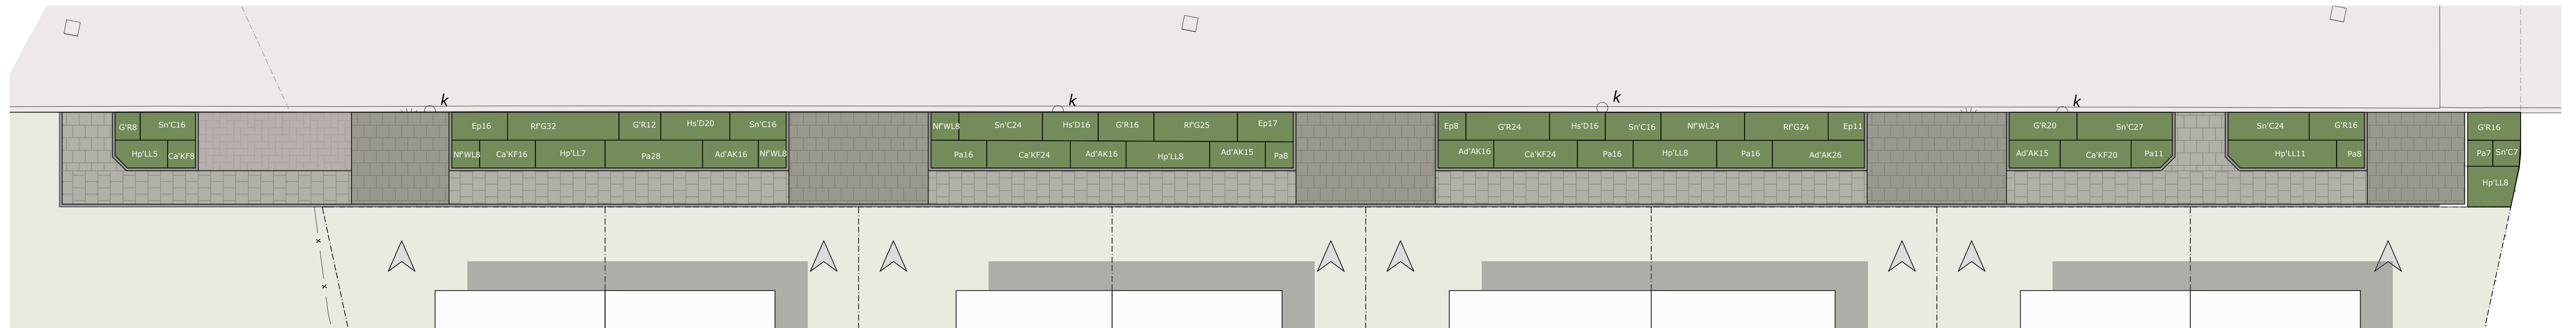 k k k k
G'R8 Sn'C16
Hp'LL5 Ca'KF8
Ep16 Rf'G32 G'R12 Hs'D20 Sn'C16
Nf'WL8 Ca'KF16 Hp'LL7 Pa28 Ad'AK16 Nf'WL8
Nf'WL8 Sn'C24 Hs'D16 G'R16 Rf'G25 Ep17
Pa16 Ca'KF24 Ad'AK16 Hp'LL8 Ad'AK15 Pa8
Ep8 G'R24 Hs'D16 Sn'C16 Nf'WL24 Rf'G24 Ep11
Ad'AK16 Ca'KF24 Pa16 Hp'LL8 Pa16 Ad'AK26
G'R20 Sn'C27
Ad'AK15 Ca'KF20 Pa11
Sn'C24 G'R16
Hp'LL11 Pa8
G'R16
Pa7 Sn'C7
Hp'LL8
x
x